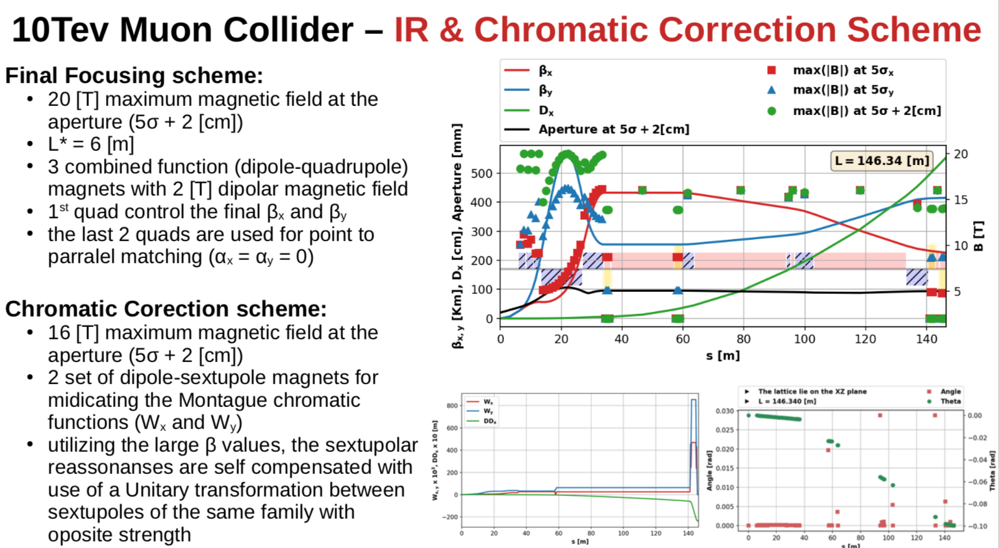 10Tev Muon Collider – IR & Chromatic Correction Scheme
Final Focusing scheme:
• 20 [T] maximum magnetic field at the
aperture (5σ + 2 [cm])
• L* = 6 [m]
• 3 combined function (dipole-quadrupole)
magnets with 2 [T] dipolar magnetic field
• 1st quad control the final βx and βy
• the last 2 quads are used for point to
parralel matching (αx = αy = 0)
Chromatic Corection scheme:
• 16 [T] maximum magnetic field at the
aperture (5σ + 2 [cm])
• 2 set of dipole-sextupole magnets for
midicating the Montague chromatic
functions (Wx and Wy)
• utilizing the large β values, the sextupolar
reassonanses are self compensated with
use of a Unitary transformation between
sextupoles of the same family with
oposite strength
βx
βy
Dx
Aperture at 5σ + 2[cm]
max(|B|) at 5σx
max(|B|) at 5σy
max(|B|) at 5σ + 2[cm]
L = 146.34 [m]
βx, y [Km], Dx [cm], Aperture [mm]
500
400
300
200
100
0
20
15
10
5
B [T]
0 20 40 60 80 100 120 140
s [m]
Wx
Wy
DDx
Wx,y x 10³, DDx x 10 [m]
800
600
400
200
0
−200
0 20 40 60 80 100 120 140
s [m]
The lattice lie on the XZ plane
L = 146.340 [m]
Angle
Theta
Angle [rad]
0.030
0.025
0.020
0.015
0.010
0.005
0.000
0.00
−0.02
−0.04
−0.06
−0.08
−0.10
Theta [rad]
0 20 40 60 80 100 120 140
s [m]